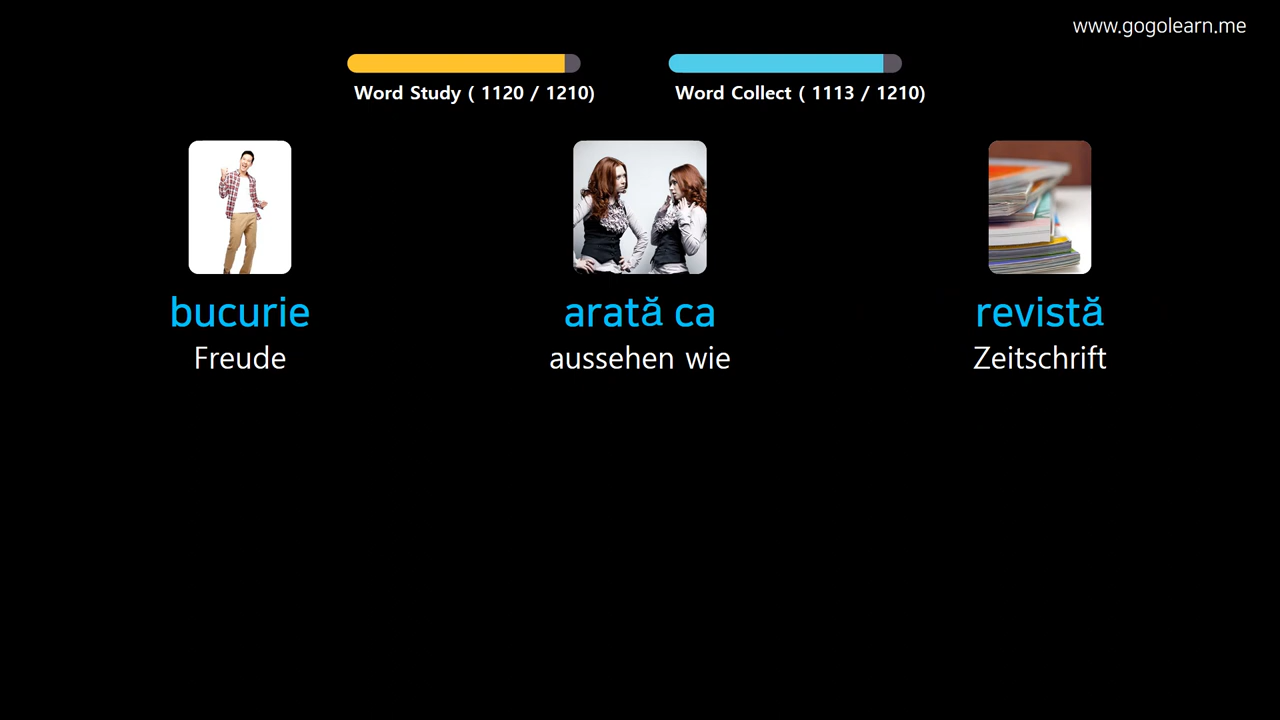 www.gogolearn.me
Word Study ( 1120 / 1210)
Word Collect ( 1113 / 1210)
bucurie
Freude
arată ca
aussehen wie
revistă
Zeitschrift